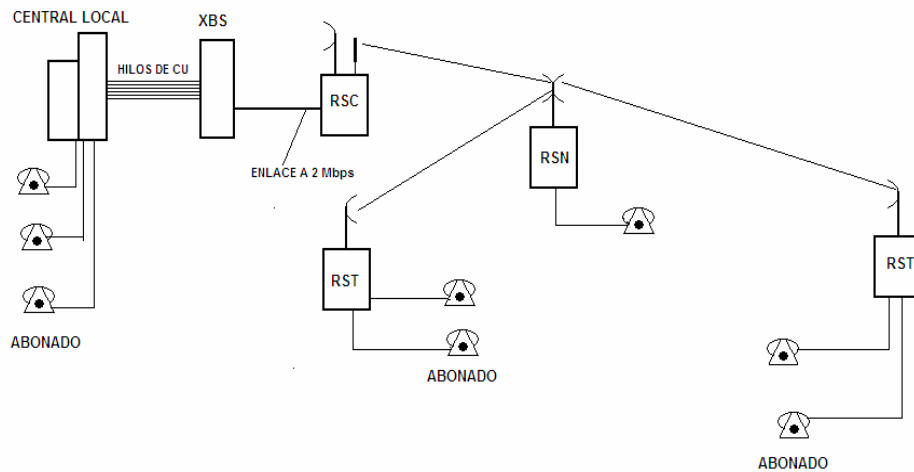 CENTRAL LOCAL
XBS
HILOS DE CU
RSC
ENLACE A 2 Mbps
RSN
RST
RST
ABONADO
ABONADO
ABONADO